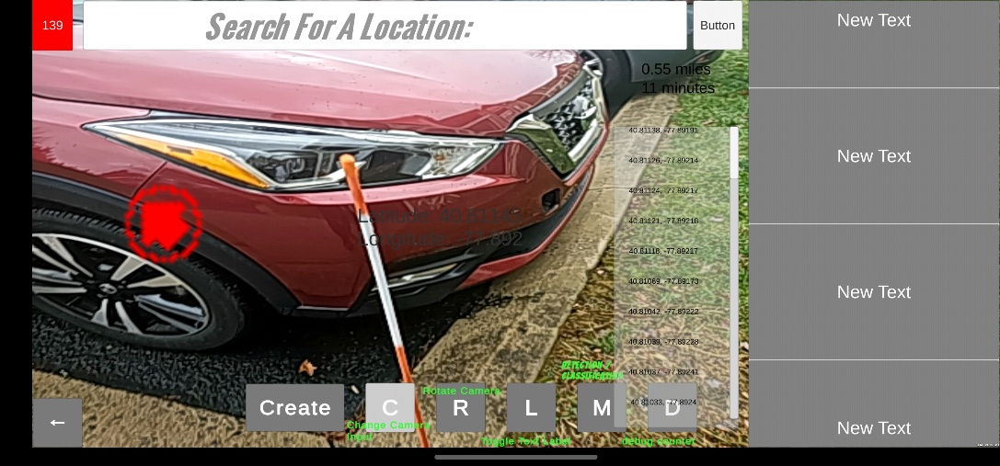 139
Search For A Location:
Button
0.55 miles
11 minutes
New Text
New Text
New Text
New Text
40.81138, -77.89191
40.81126, -77.89214
40.81124, -77.89217
40.81121, -77.89218
40.81118, -77.89217
40.81069, -77.89173
40.81042, -77.89222
40.81039, -77.89228
40.81037, -77.89241
40.81033, -77.8924
Latitude: 40.81145
Longitude: -77.892
Detection /
Classification
Rotate Camera
Create
C
R
L
M
D
←
Change Camera
Input
Toggle Text Label
Debug Counter